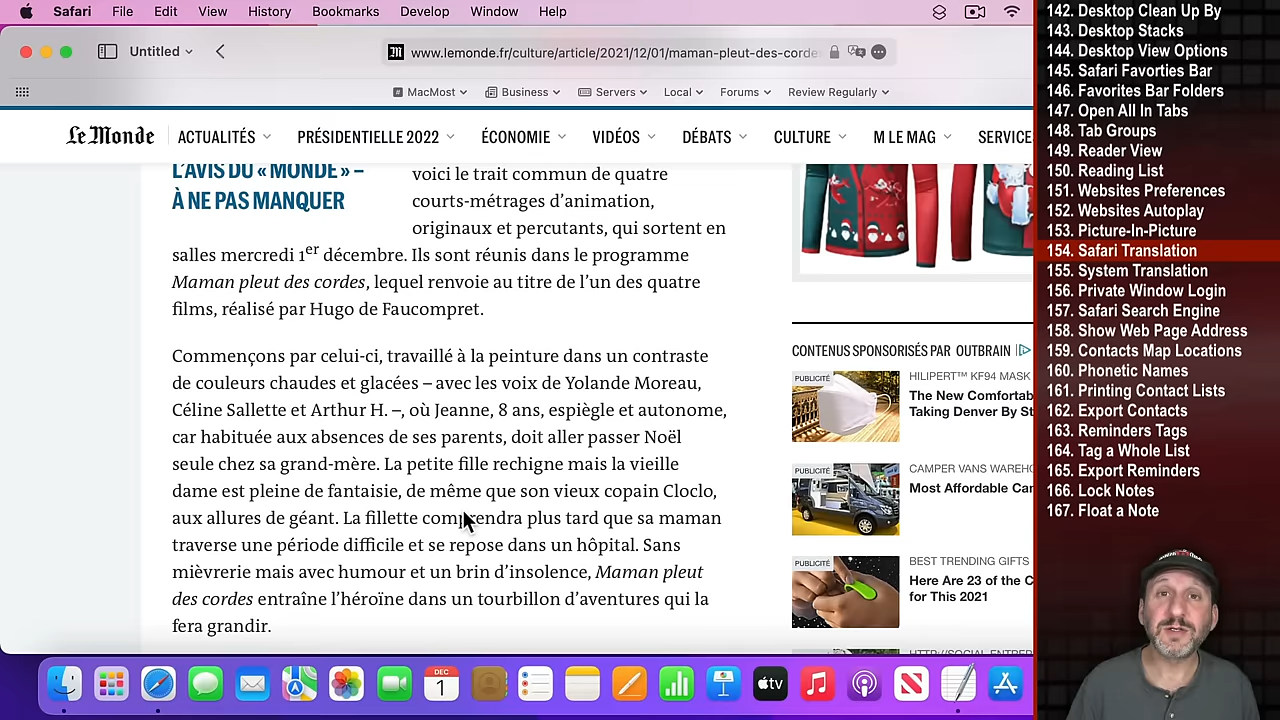 Safari File Edit View History Bookmarks Develop Window Help
Untitled
www.lemonde.fr/culture/article/2021/12/01/maman-pleut-des-cordes
MacMost Business Servers Local Forums Review Regularly
Le Monde ACTUALITÉS PRÉSIDENTIELLE 2022 ÉCONOMIE VIDÉOS DÉBATS CULTURE M LE MAG SERVICE
L'AVIS DU « MONDE » –
À NE PAS MANQUER
voici le trait commun de quatre
courts-métrages d'animation,
originaux et percutants, qui sortent en
salles mercredi 1er décembre. Ils sont réunis dans le programme
Maman pleut des cordes, lequel renvoie au titre de l'un des quatre
films, réalisé par Hugo de Faucompret.
Commençons par celui-ci, travaillé à la peinture dans un contraste
de couleurs chaudes et glacées – avec les voix de Yolande Moreau,
Céline Sallette et Arthur H. –, où Jeanne, 8 ans, espiègle et autonome,
car habituée aux absences de ses parents, doit aller passer Noël
seule chez sa grand-mère. La petite fille rechigne mais la vieille
dame est pleine de fantaisie, de même que son vieux copain Cloclo,
aux allures de géant. La fillette comprendra plus tard que sa maman
traverse une période difficile et se repose dans un hôpital. Sans
mièvrerie mais avec humour et un brin d'insolence, Maman pleut
des cordes entraîne l'héroïne dans un tourbillon d'aventures qui la
fera grandir.
CONTENUS SPONSORISÉS PAR OUTBRAIN
PUBLICITÉ
HILIPERT™ KF94 MASK
The New Comfortab
Taking Denver By St
PUBLICITÉ
CAMPER VANS WAREHO
Most Affordable Car
PUBLICITÉ
BEST TRENDING GIFTS
Here Are 23 of the C
for This 2021
HTTP://SOCIAL-ENTREP
DEC
1
tv
142. Desktop Clean Up By
143. Desktop Stacks
144. Desktop View Options
145. Safari Favorties Bar
146. Favorites Bar Folders
147. Open All In Tabs
148. Tab Groups
149. Reader View
150. Reading List
151. Websites Preferences
152. Websites Autoplay
153. Picture-In-Picture
154. Safari Translation
155. System Translation
156. Private Window Login
157. Safari Search Engine
158. Show Web Page Address
159. Contacts Map Locations
160. Phonetic Names
161. Printing Contact Lists
162. Export Contacts
163. Reminders Tags
164. Tag a Whole List
165. Export Reminders
166. Lock Notes
167. Float a Note